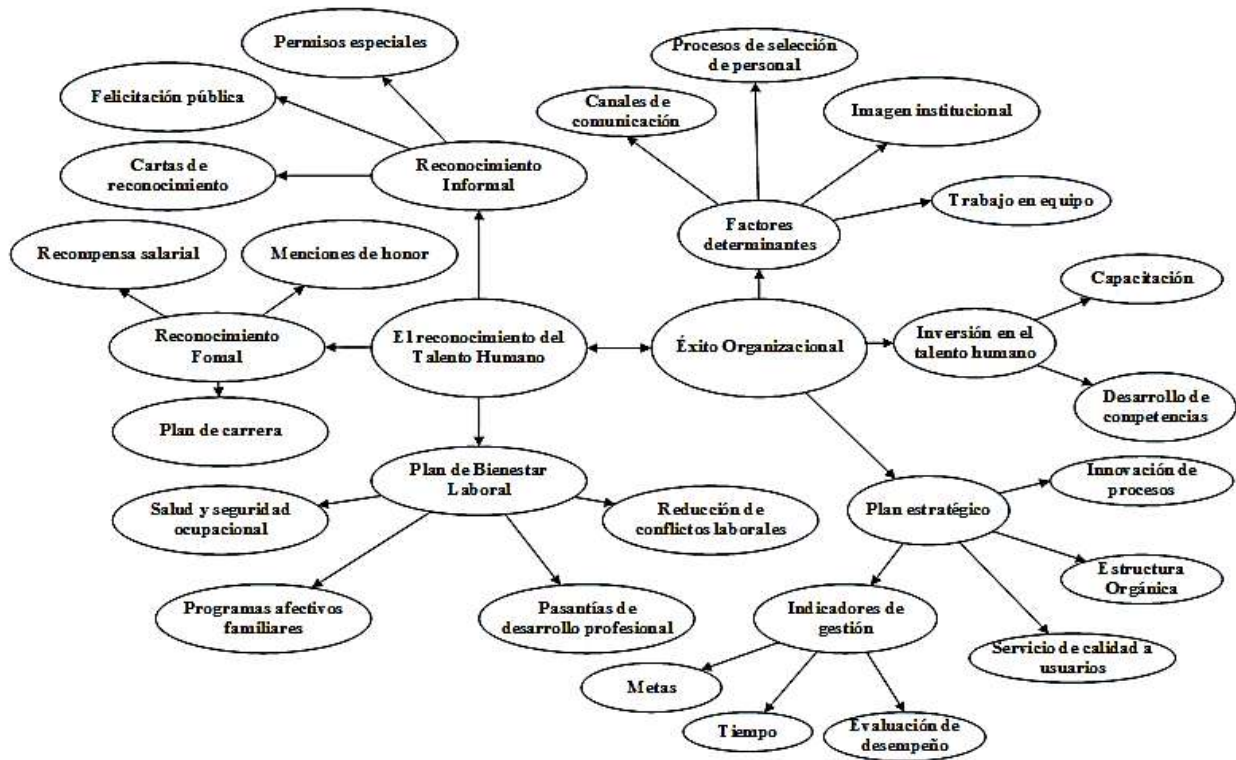 Permisos especiales
Felicitación pública
Cartas de
reconocimiento
Reconocimiento
Informal
Recompensa salarial
Menciones de honor
Reconocimiento
Fomal
El reconocimiento del
Talento Humano
Plan de carrera
Plan de Bienestar
Laboral
Salud y seguridad
ocupacional
Reducción de
conflictos laborales
Programas afectivos
familiares
Pasantías de
desarrollo profesional
Procesos de selección
de personal
Canales de
comunicación
Imagen institucional
Trabajo en equipo
Factores
determinantes
Éxito Organizacional
Capacitación
Inversión en el
talento humano
Desarrollo de
competencias
Plan estratégico
Innovación de
procesos
Estructura
Orgánica
Servicio de calidad a
usuarios
Indicadores de
gestión
Metas
Tiempo
Evaluación de
desempeño